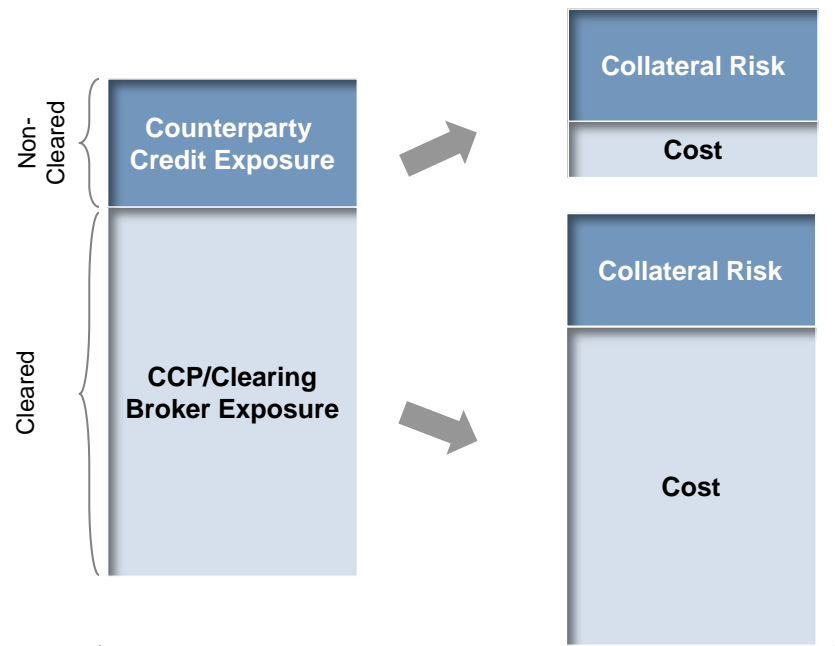 Non-
Cleared
Counterparty
Credit Exposure
Collateral Risk
Cost
Cleared
CCP/Clearing
Broker Exposure
Collateral Risk
Cost